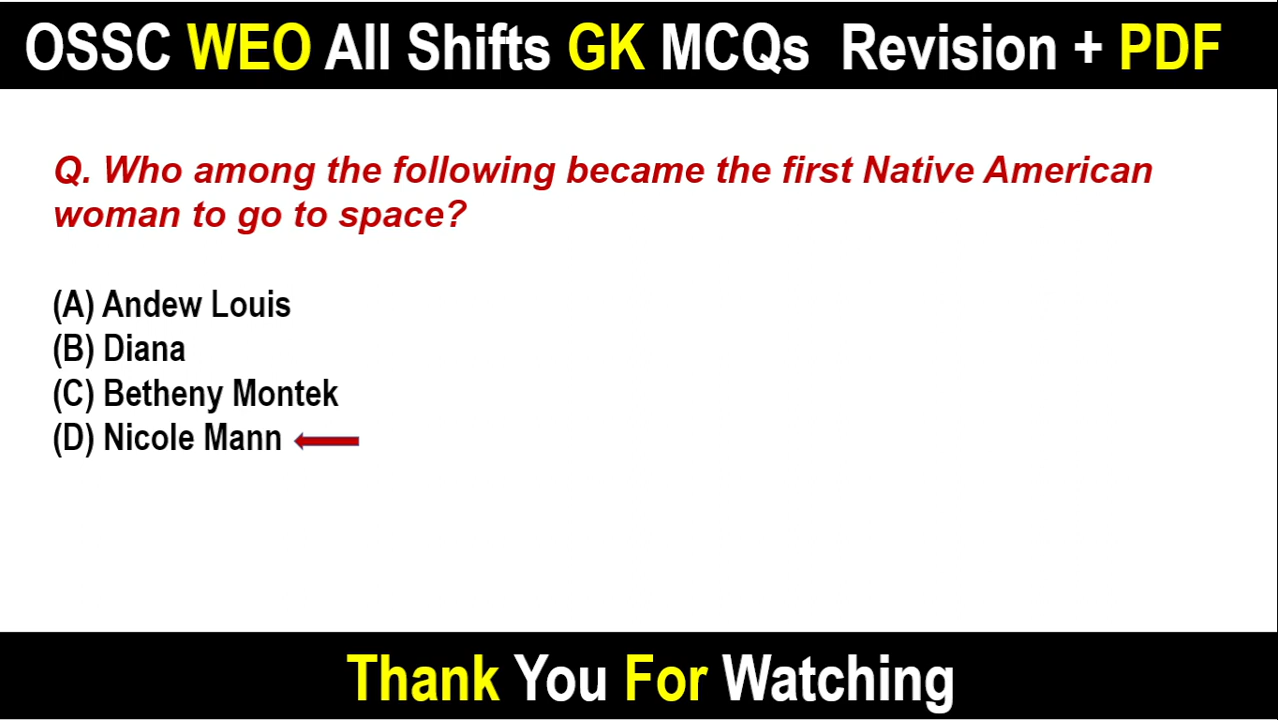 OSSC WEO All Shifts GK MCQs Revision + PDF
Q. Who among the following became the first Native American
woman to go to space?
(A) Andew Louis
(B) Diana
(C) Betheny Montek
(D) Nicole Mann
Thank You For Watching